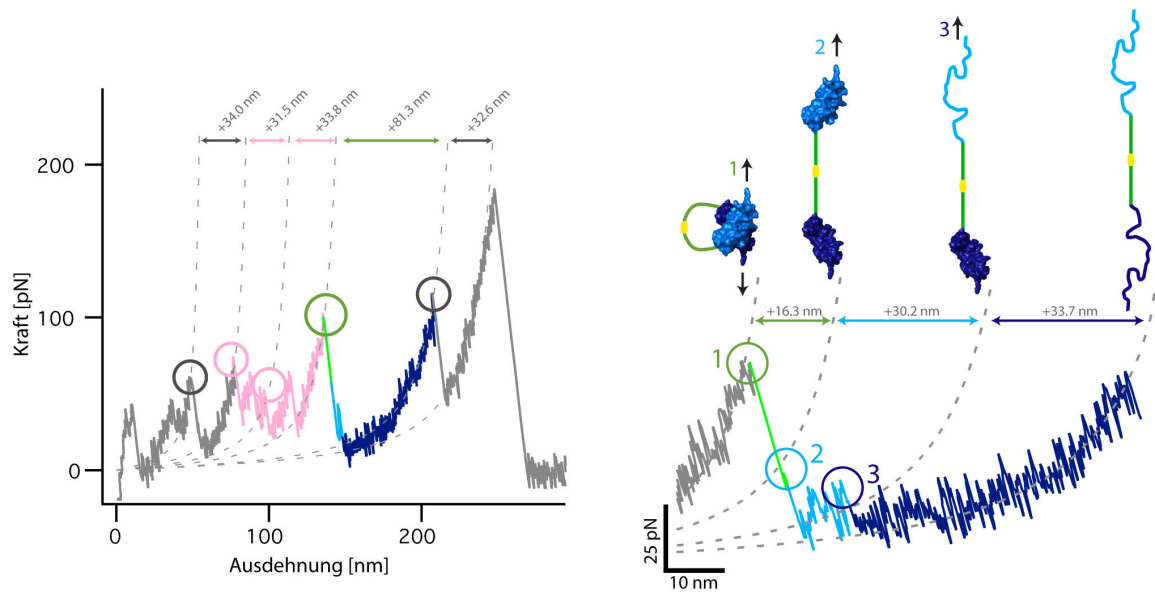 +34.0 nm
+31.5 nm
+33.8 nm
+81.3 nm
+32.6 nm
200
100
0
Kraft [pN]
0
100
200
Ausdehnung [nm]
1
2
3
+16.3 nm
+30.2 nm
+33.7 nm
1
2
3
25 pN
10 nm